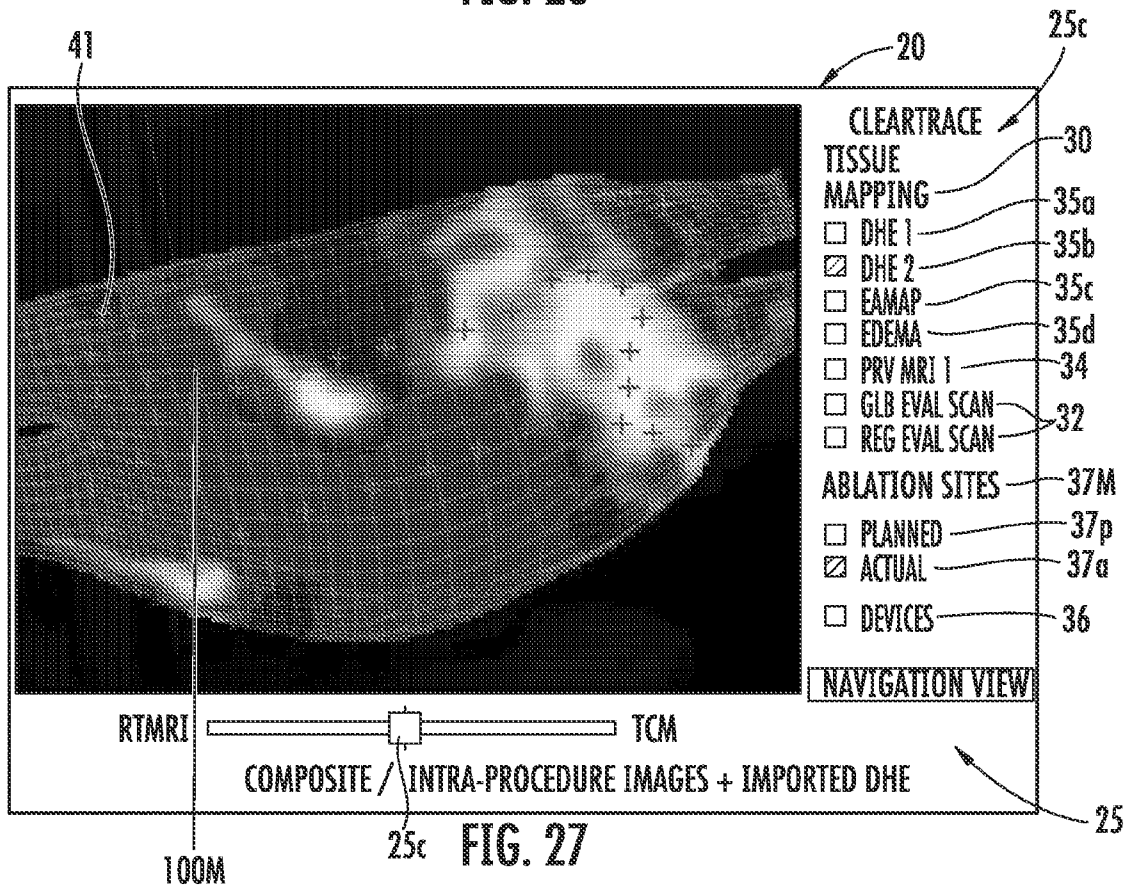 41
20
25c
CLEARTRACE
TISSUE
MAPPING
30
DHE 1
35a
DHE 2
35b
EAMAP
35c
EDEMA
35d
PRV MRI 1
34
GLB EVAL SCAN
REG EVAL SCAN
32
ABLATION SITES
37M
PLANNED
37p
ACTUAL
37a
DEVICES
36
NAVIGATION VIEW
RTMRI
TCM
COMPOSITE / INTRA-PROCEDURE IMAGES + IMPORTED DHE
25
25c
100M
FIG. 27